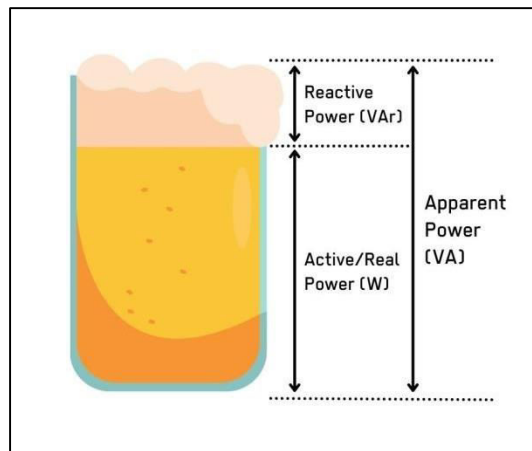 Reactive
Power (VAr)
Apparent
Power
(VA)
Active/Real
Power (W)